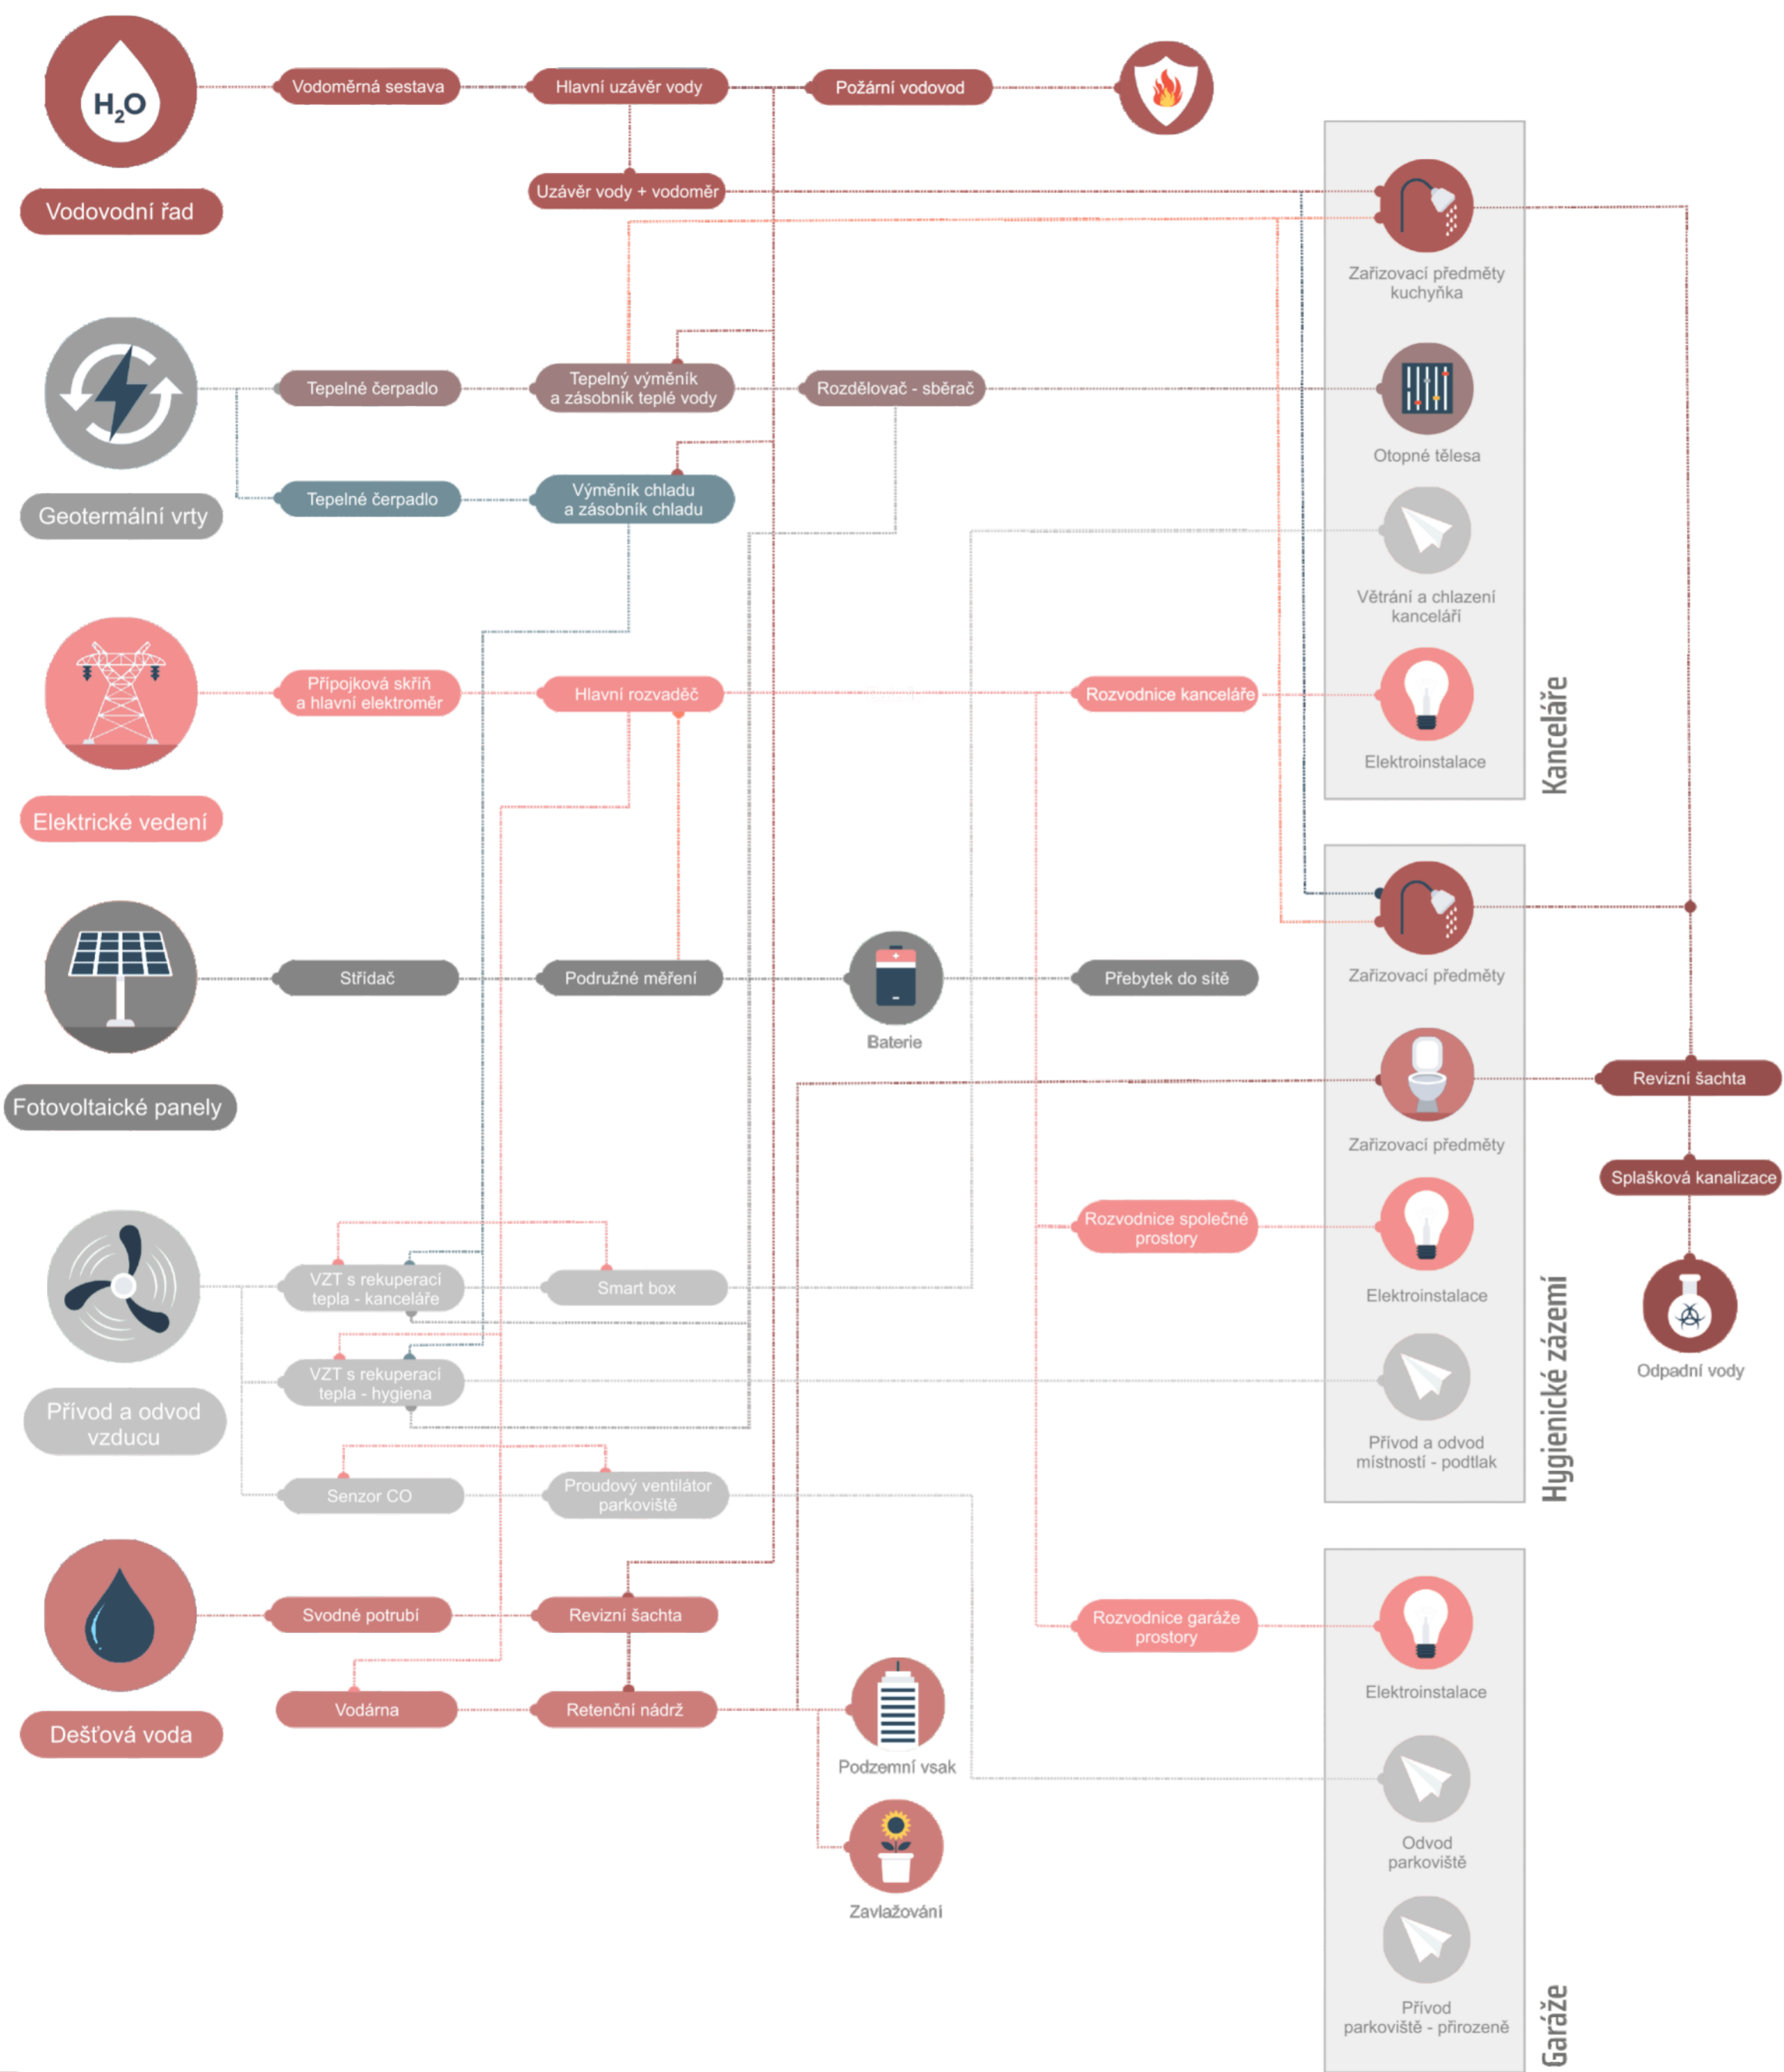 H₂O
Vodovodní řad
Vodoměrná sestava
Hlavní uzávěr vody
Požární vodovod
Uzávěr vody + vodoměr
Zařizovací předměty
kuchyňka
Geotermální vrty
Tepelné čerpadlo
Tepelný výměník
a zásobník teplé vody
Rozdělovač - sběrač
Otopné tělesa
Tepelné čerpadlo
Výměník chladu
a zásobník chladu
Větrání a chlazení
kanceláří
Elektrické vedení
Přípojková skříň
a hlavní elektroměr
Hlavní rozvaděč
Rozvodnice kanceláře
Elektroinstalace
Kanceláře
Fotovoltaické panely
Střídač
Podružné měření
Baterie
Přebytek do sítě
Zařizovací předměty
Zařizovací předměty
Revizní šachta
Splašková kanalizace
Odpadní vody
Přívod a odvod
vzducu
VZT s rekuperací
tepla - kanceláře
Smart box
Rozvodnice společné
prostory
Elektroinstalace
VZT s rekuperací
tepla - hygiena
Přívod a odvod
místností - podtlak
Hygienické zázemí
Senzor CO
Proudový ventilátor
parkoviště
Dešťová voda
Svodné potrubí
Revizní šachta
Rozvodnice garáže
prostory
Elektroinstalace
Vodárna
Retenční nádrž
Podzemní vsak
Zavlažování
Odvod
parkoviště
Přívod
parkoviště - přirozeně
Garáže